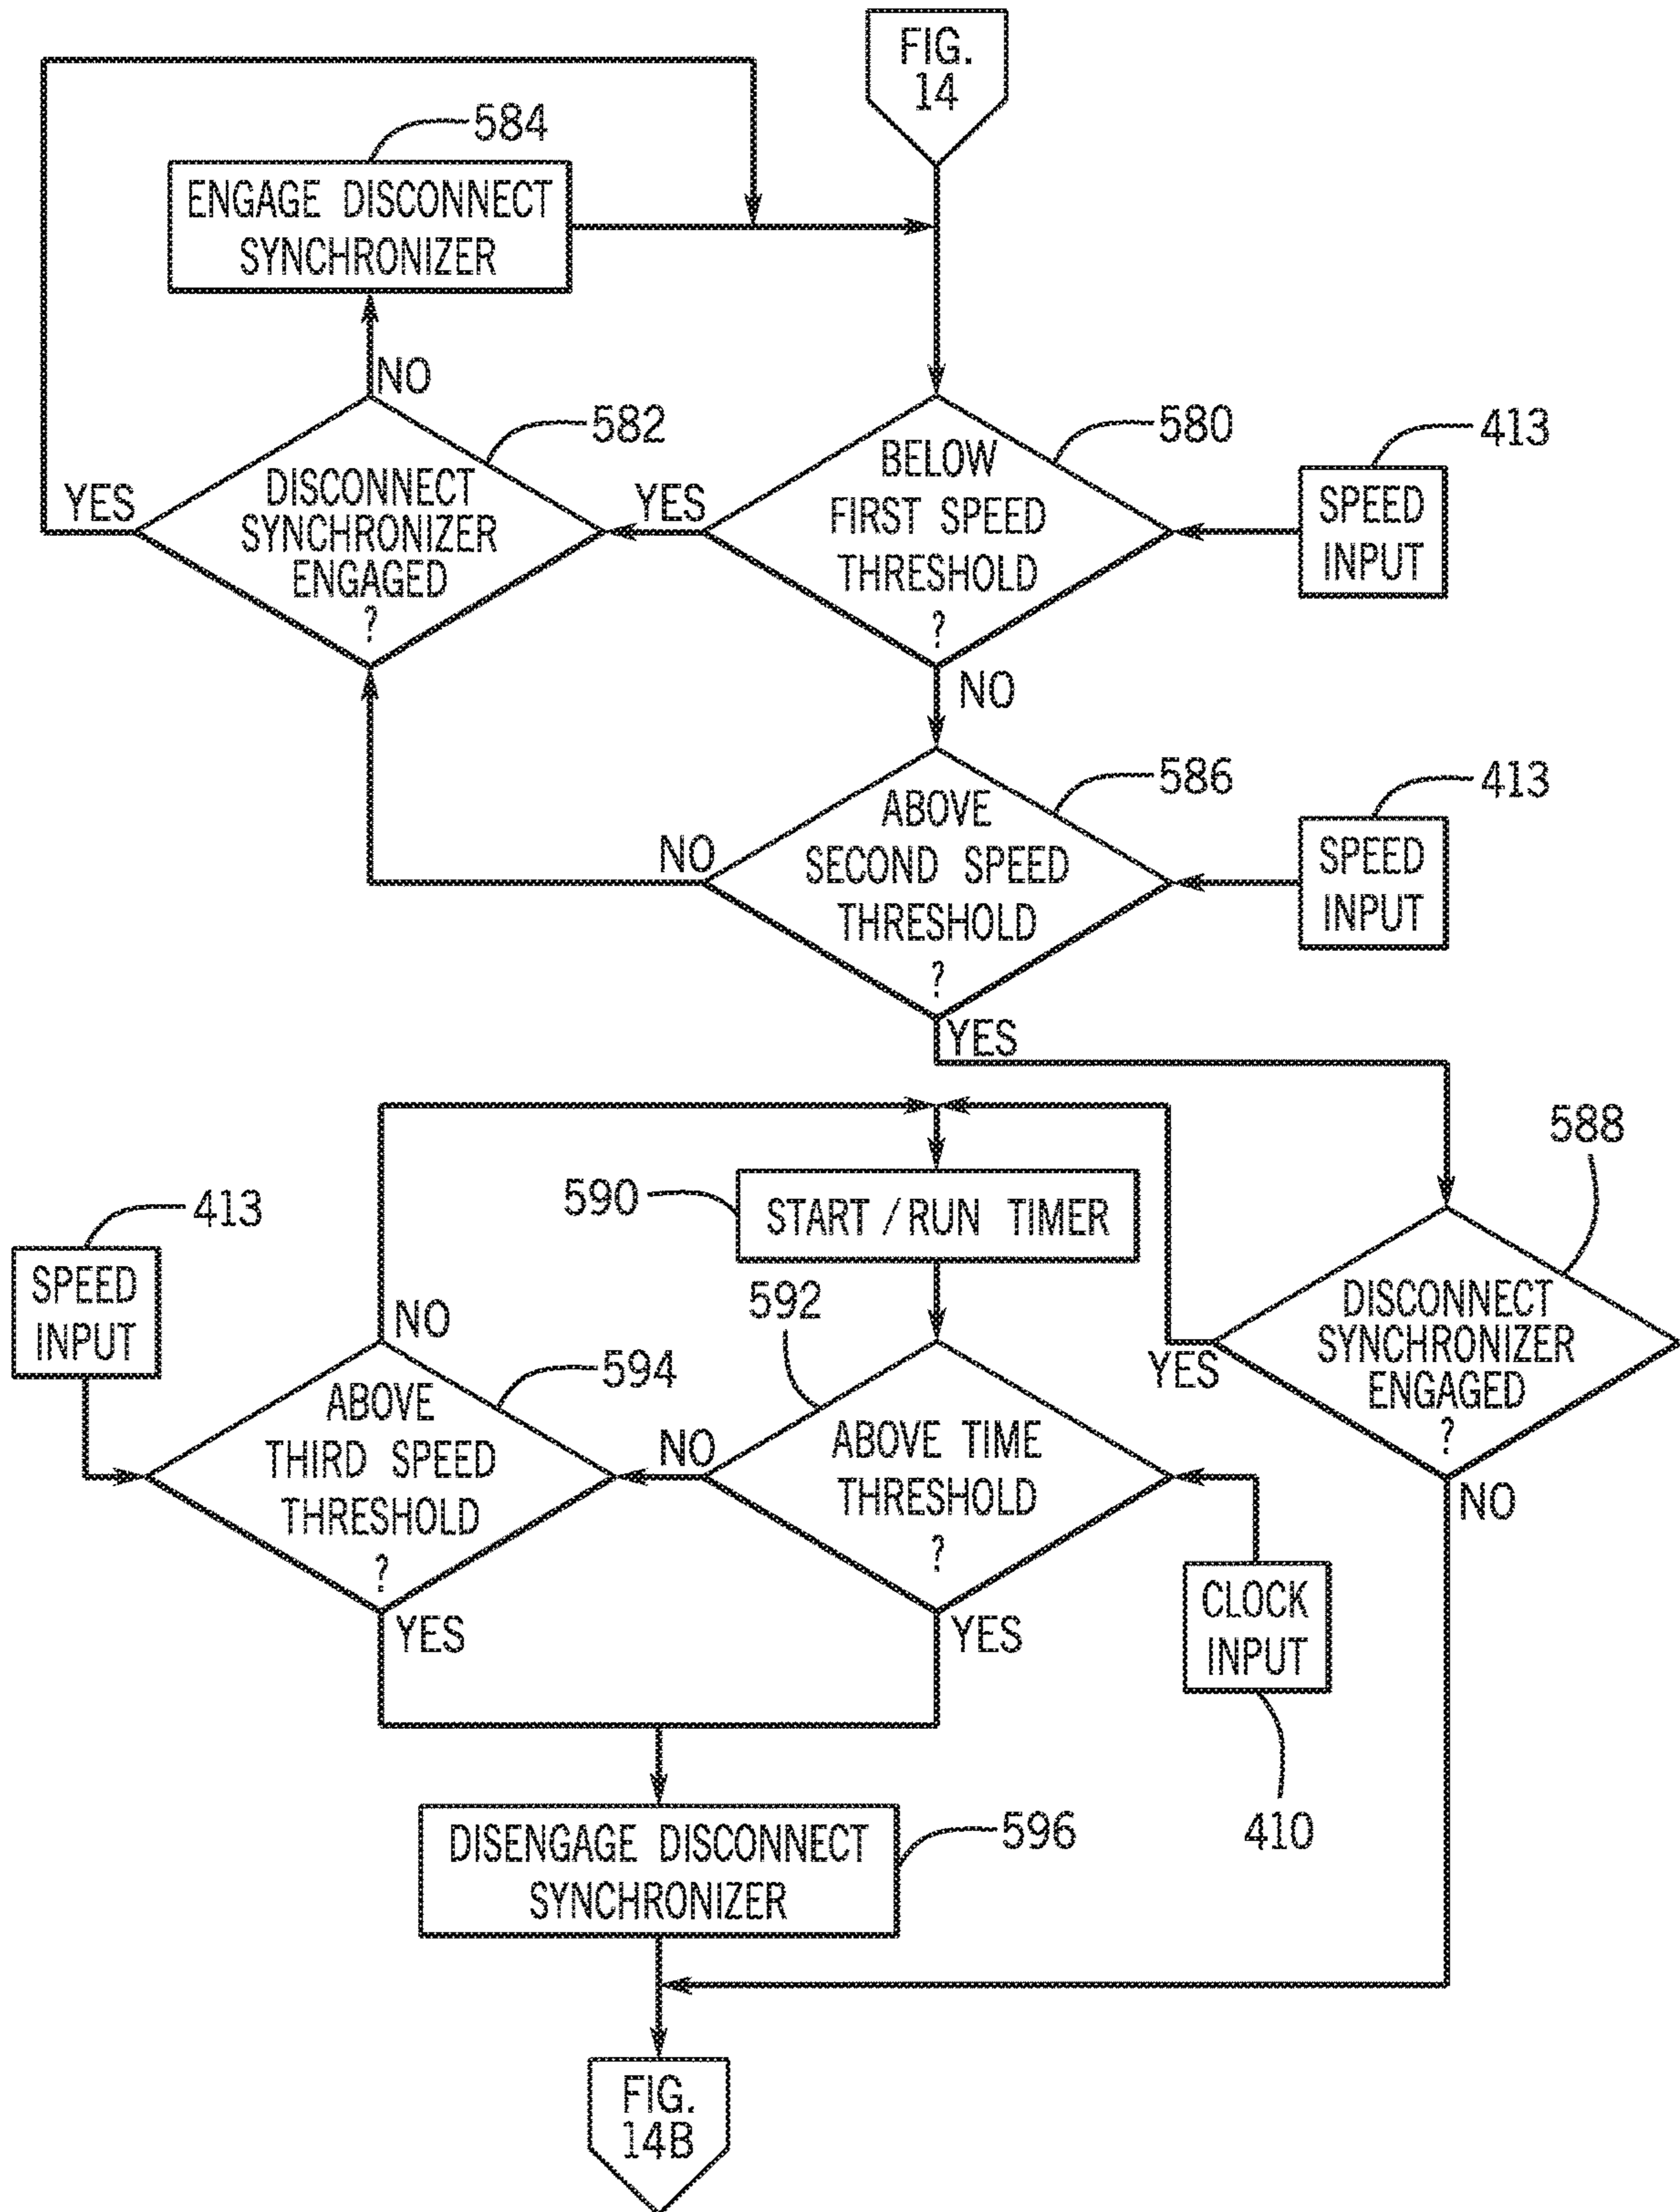 FIG.
14
584
ENGAGE DISCONNECT
SYNCHRONIZER
NO
582
580
413
YES
DISCONNECT
SYNCHRONIZER
ENGAGED
?
YES
BELOW
FIRST SPEED
THRESHOLD
?
SPEED
INPUT
NO
586
413
NO
ABOVE
SECOND SPEED
THRESHOLD
?
SPEED
INPUT
YES
588
413
590
START / RUN TIMER
SPEED
INPUT
NO
592
594
YES
DISCONNECT
SYNCHRONIZER
ENGAGED
?
ABOVE
THIRD SPEED
THRESHOLD
?
NO
ABOVE TIME
THRESHOLD
?
NO
YES
YES
CLOCK
INPUT
DISENGAGE DISCONNECT
SYNCHRONIZER
596
410
FIG.
14B